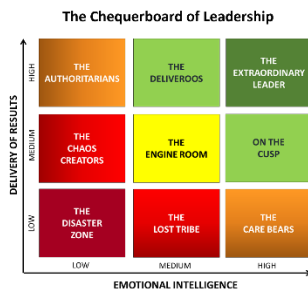 The Chequerboard of Leadership
DELIVERY OF RESULTS
HIGH
THE
AUTHORITARIANS
THE
DELIVEROOS
THE
EXTRAORDINARY
LEADER
MEDIUM
THE
CHAOS
CREATORS
THE
ENGINE ROOM
ON THE
CUSP
LOW
THE
DISASTER
ZONE
THE
LOST TRIBE
THE
CARE BEARS
LOW
MEDIUM
HIGH
EMOTIONAL INTELLIGENCE